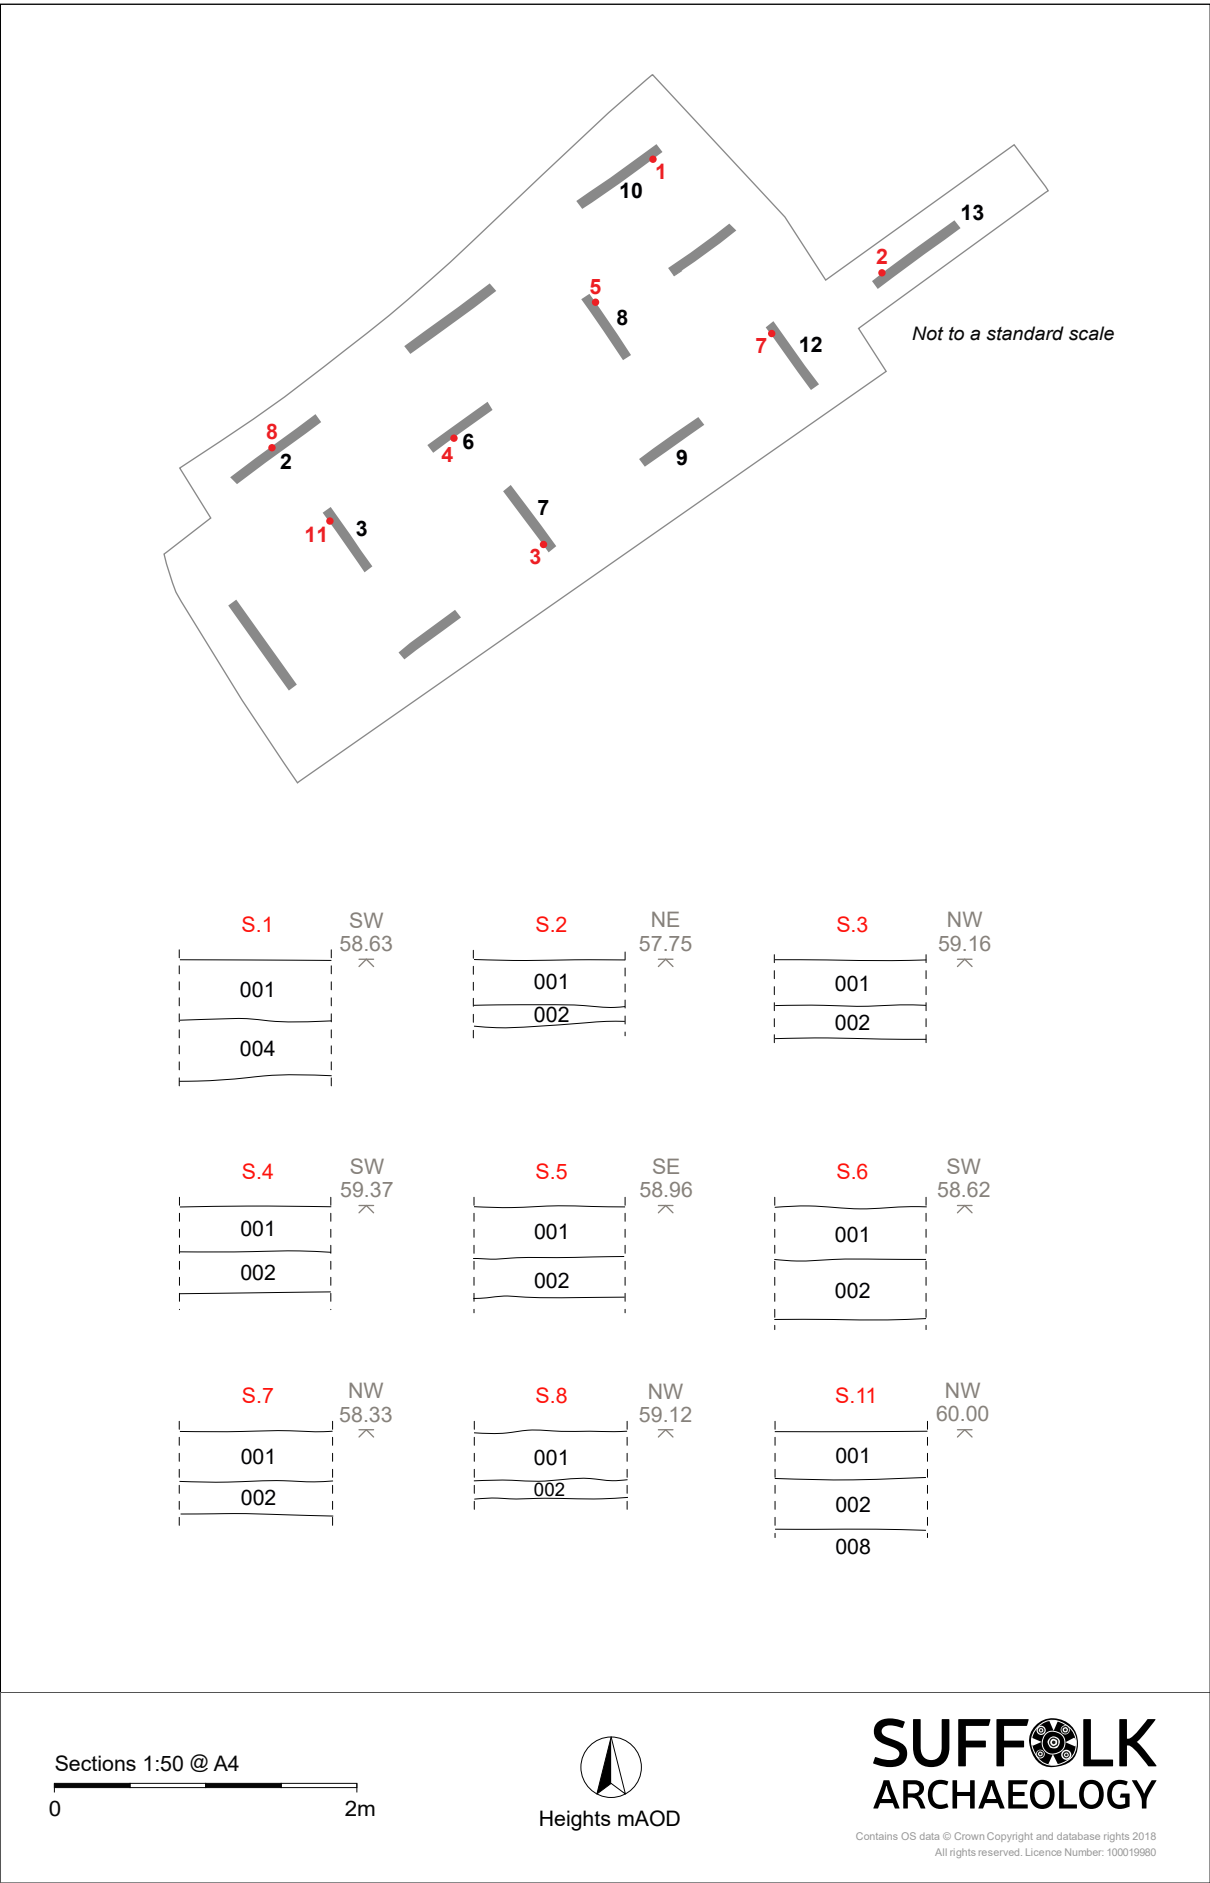 1
10
13
2
5
8
Not to a standard scale
7
12
8
2
6
4
9
7
11
3
3
S.1
SW
58.63
001
004
S.2
NE
57.75
001
002
S.3
NW
59.16
001
002
S.4
SW
59.37
001
002
S.5
SE
58.96
001
002
S.6
SW
58.62
001
002
S.7
NW
58.33
001
002
S.8
NW
59.12
001
002
S.11
NW
60.00
001
002
008
Sections 1:50 @ A4
0 2m
Heights mAOD
SUFFOLK
ARCHAEOLOGY
Contains OS data © Crown Copyright and database rights 2018
All rights reserved. Licence Number: 100019980